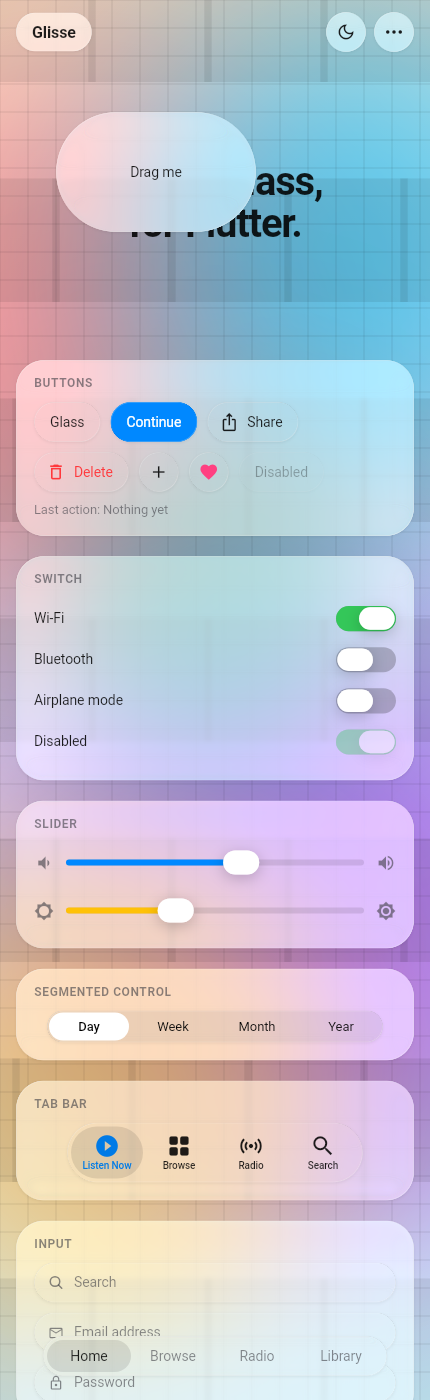 Glisse
Drag me
ass,
for Flutter.
BUTTONS
Glass
Continue
Share
Delete
Disabled
Last action: Nothing yet
SWITCH
Wi-Fi
Bluetooth
Airplane mode
Disabled
SLIDER
SEGMENTED CONTROL
Day
Week
Month
Year
TAB BAR
Listen Now
Browse
Radio
Search
INPUT
Search
Email address
Home
Browse
Radio
Library
Password